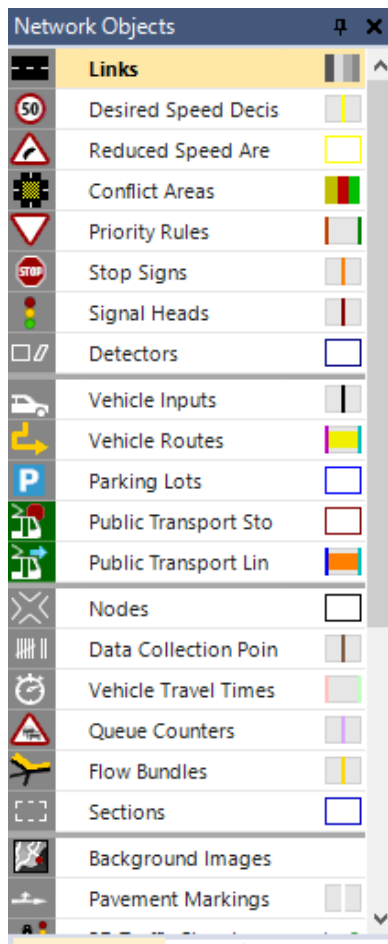 Network Objects
Links
50 Desired Speed Decis
Reduced Speed Are
Conflict Areas
Priority Rules
STOP Stop Signs
Signal Heads
Detectors
Vehicle Inputs
Vehicle Routes
P Parking Lots
Public Transport Sto
Public Transport Lin
Nodes
Data Collection Poin
Vehicle Travel Times
Queue Counters
Flow Bundles
Sections
Background Images
Pavement Markings